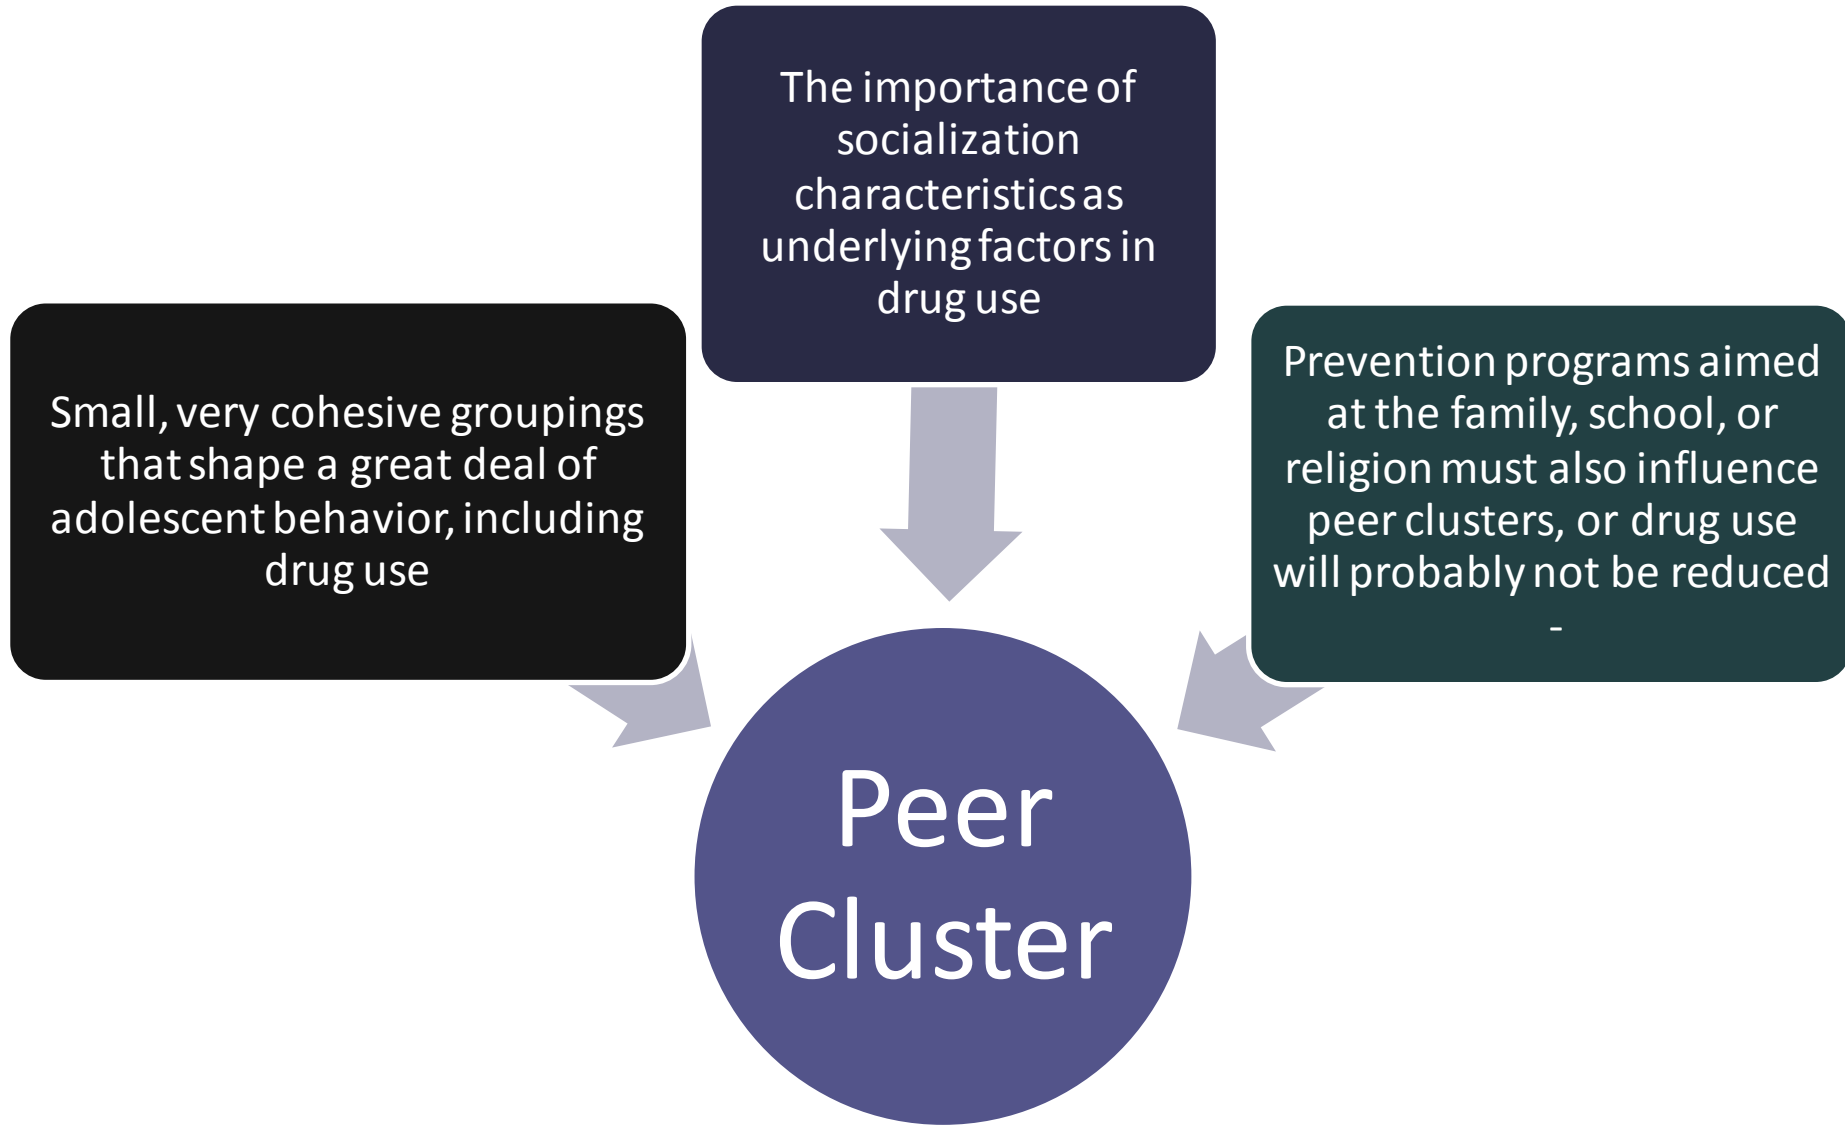 The importance of
socialization
characteristics as
underlying factors in
drug use
Small, very cohesive groupings
that shape a great deal of
adolescent behavior, including
drug use
Prevention programs aimed
at the family, school, or
religion must also influence
peer clusters, or drug use
will probably not be reduced
-
Peer
Cluster